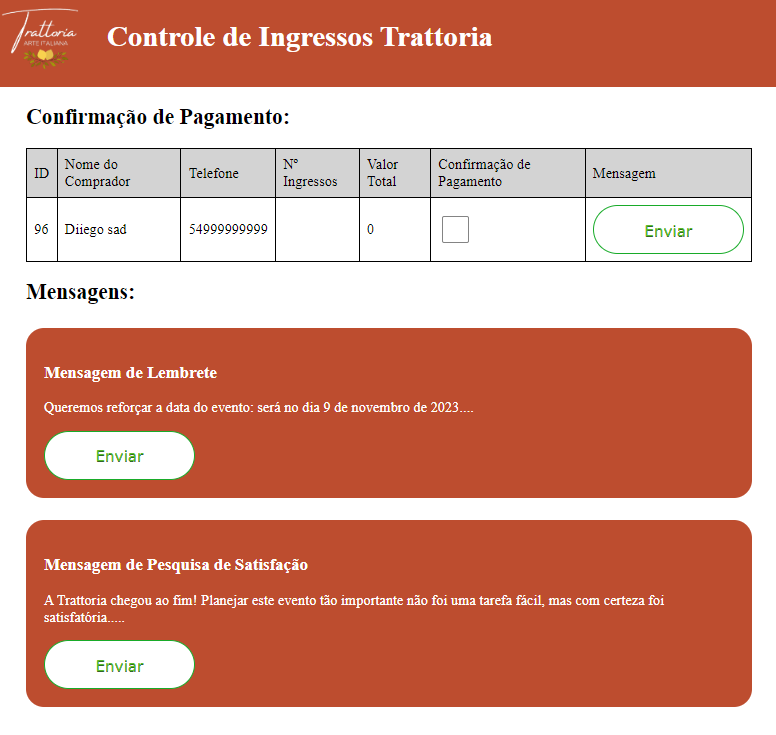 Trattoria
ARTE ITALIANA
Controle de Ingressos Trattoria
Confirmação de Pagamento:
ID
Nome do
Comprador
Telefone
Nº
Ingressos
Valor
Total
Confirmação de
Pagamento
Mensagem
96
Diiego sad
54999999999
0
Enviar
Mensagens:
Mensagem de Lembrete
Queremos reforçar a data do evento: será no dia 9 de novembro de 2023....
Enviar
Mensagem de Pesquisa de Satisfação
A Trattoria chegou ao fim! Planejar este evento tão importante não foi uma tarefa fácil, mas com certeza foi
satisfatória.....
Enviar